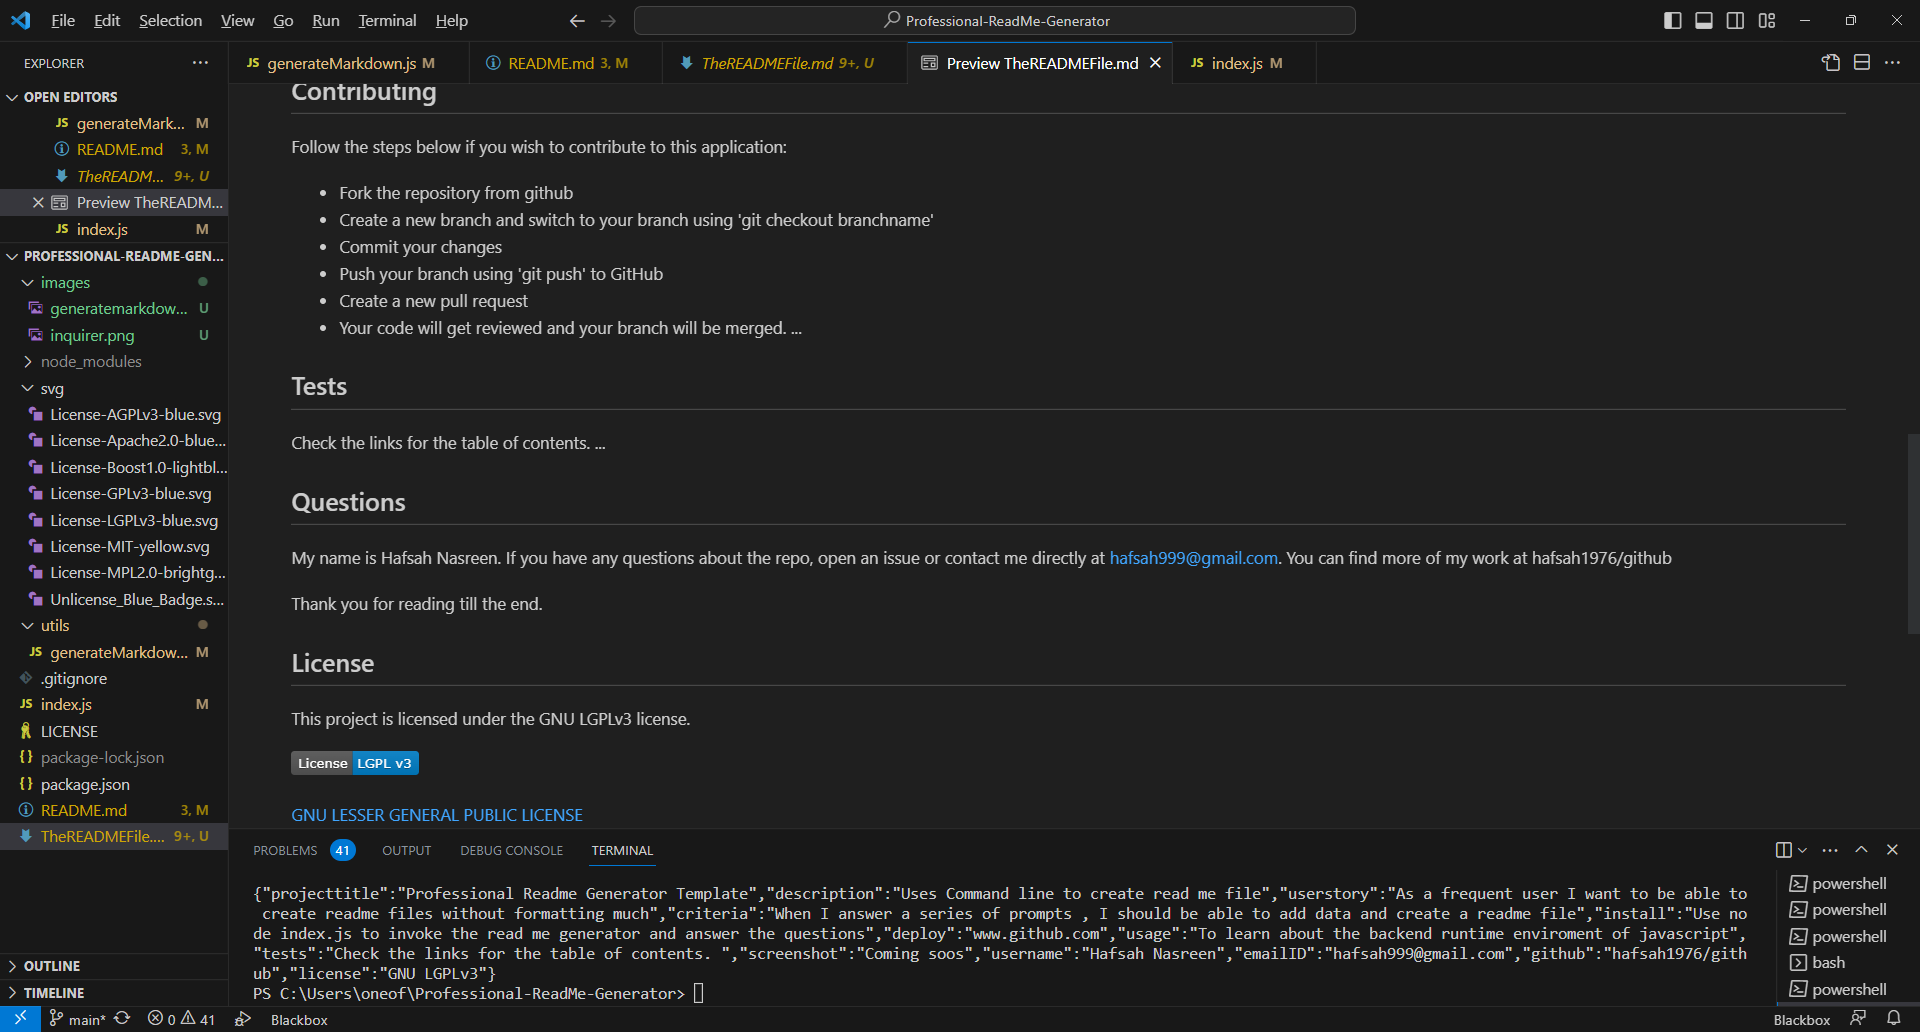 File Edit Selection View Go Run Terminal Help
Professional-ReadMe-Generator
EXPLORER
JS generateMarkdown.js M
README.md 3, M
TheREADMEFile.md 9+, U
Preview TheREADMEFile.md
JS index.js M
OPEN EDITORS
JS generateMark... M
README.md 3, M
TheREADM... 9+, U
Preview TheREADM...
JS index.js M
PROFESSIONAL-README-GEN...
images
generatemarkdow... U
inquirer.png U
node_modules
svg
License-AGPLv3-blue.svg
License-Apache2.0-blue...
License-Boost1.0-lightbl...
License-GPLv3-blue.svg
License-LGPLv3-blue.svg
License-MIT-yellow.svg
License-MPL2.0-brightg...
Unlicense_Blue_Badge.s...
utils
JS generateMarkdow... M
.gitignore
JS index.js M
LICENSE
{ } package-lock.json
{ } package.json
README.md 3, M
TheREADMEFile.... 9+, U
OUTLINE
TIMELINE
Contributing
Follow the steps below if you wish to contribute to this application:
• Fork the repository from github
• Create a new branch and switch to your branch using 'git checkout branchname'
• Commit your changes
• Push your branch using 'git push' to GitHub
• Create a new pull request
• Your code will get reviewed and your branch will be merged. ...
Tests
Check the links for the table of contents. ...
Questions
My name is Hafsah Nasreen. If you have any questions about the repo, open an issue or contact me directly at hafsah999@gmail.com. You can find more of my work at hafsah1976/github
Thank you for reading till the end.
License
This project is licensed under the GNU LGPLv3 license.
License LGPL v3
GNU LESSER GENERAL PUBLIC LICENSE
PROBLEMS 41 OUTPUT DEBUG CONSOLE TERMINAL
{"projecttitle":"Professional Readme Generator Template","description":"Uses Command line to create read me file","userstory":"As a frequent user I want to be able to
create readme files without formatting much","criteria":"When I answer a series of prompts , I should be able to add data and create a readme file","install":"Use no
de index.js to invoke the read me generator and answer the questions","deploy":"www.github.com","usage":"To learn about the backend runtime enviroment of javascript",
"tests":"Check the links for the table of contents. ","screenshot":"Coming soos","username":"Hafsah Nasreen","emailID":"hafsah999@gmail.com","github":"hafsah1976/gith
ub","license":"GNU LGPLv3"}
PS C:\Users\oneof\Professional-ReadMe-Generator>
powershell
powershell
powershell
bash
powershell
main* 0 41 Blackbox
Blackbox